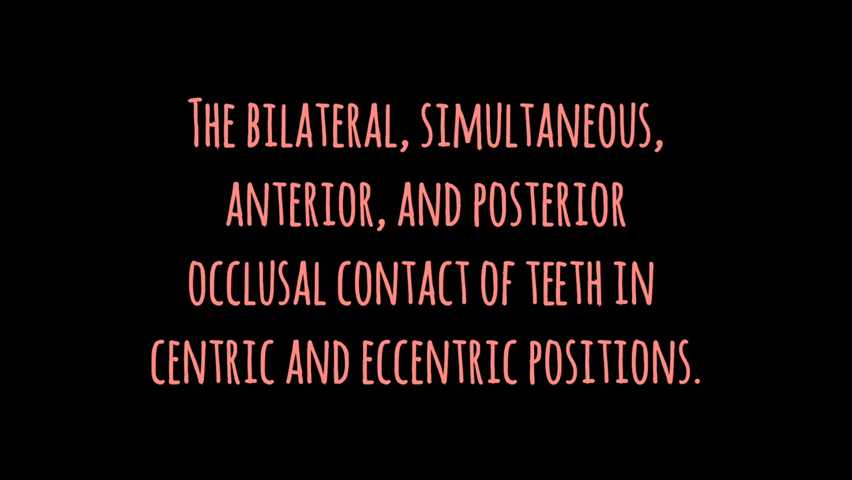 The bilateral, simultaneous,
anterior, and posterior
occlusal contact of teeth in
centric and eccentric positions.